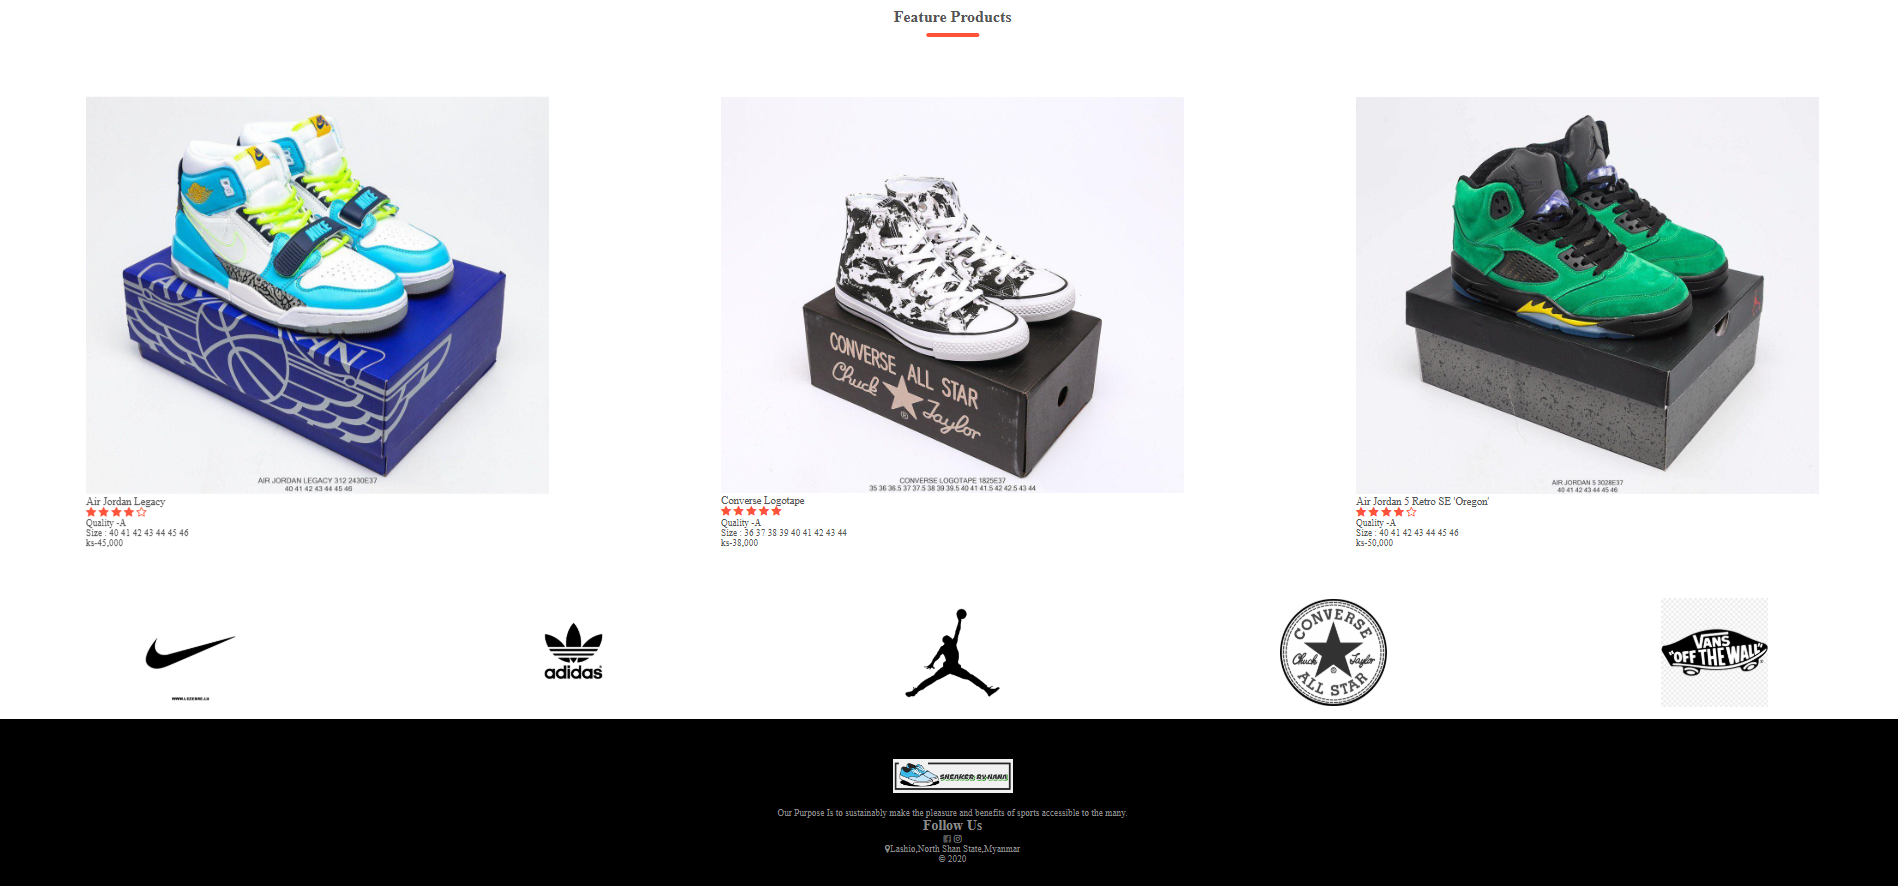 Feature Products
NIKE
NIKE
CONVERSE ALL STAR
Chuck Taylor
®
AIR JORDAN LEGACY 312 2430E37
40 41 42 43 44 45 46
CONVERSE LOGOTAPE 1825E37
35 36 36.5 37 37.5 38 39 39.5 40 41 41.5 42 42.5 43 44
AIR JORDAN 5 3028E37
40 41 42 43 44 45 46
Air Jordan Legacy
Quality -A
Size : 40 41 42 43 44 45 46
ks-45,000
Converse Logotape
Quality -A
Size : 36 37 38 39 40 41 42 43 44
ks-38,000
Air Jordan 5 Retro SE 'Oregon'
Quality -A
Size : 40 41 42 43 44 45 46
ks-50,000
WWW.LEZEBRE.LU
adidas
CONVERSE
Chuck Taylor
®
ALL STAR
VANS
"OFF THE WALL"
SNEAKER BY NANA
Our Purpose Is to sustainably make the pleasure and benefits of sports accessible to the many.
Follow Us
Lashio,North Shan State,Myanmar
© 2020